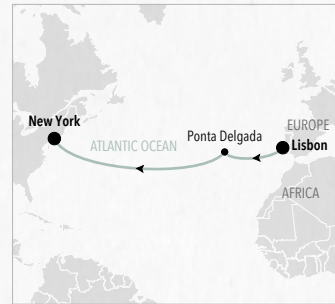 New York
ATLANTIC OCEAN
Ponta Delgada
EUROPE
Lisbon
AFRICA